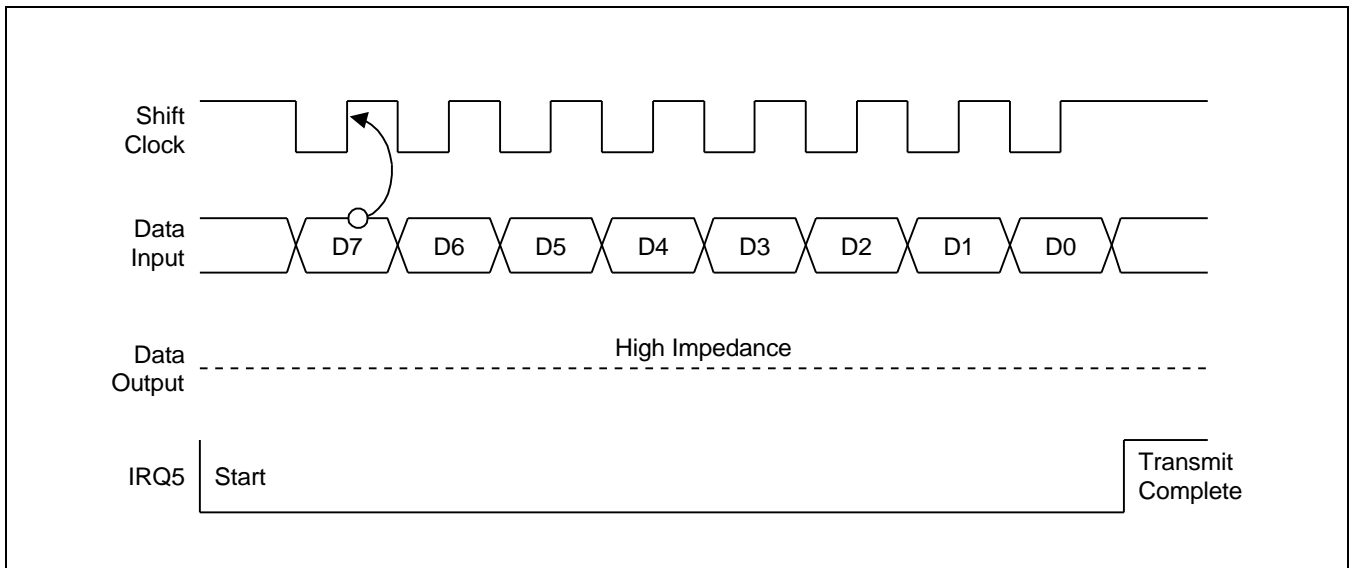 Shift
Clock
Data
Input
D7 D6 D5 D4 D3 D2 D1 D0
Data
Output
High Impedance
IRQ5
Start
Transmit
Complete